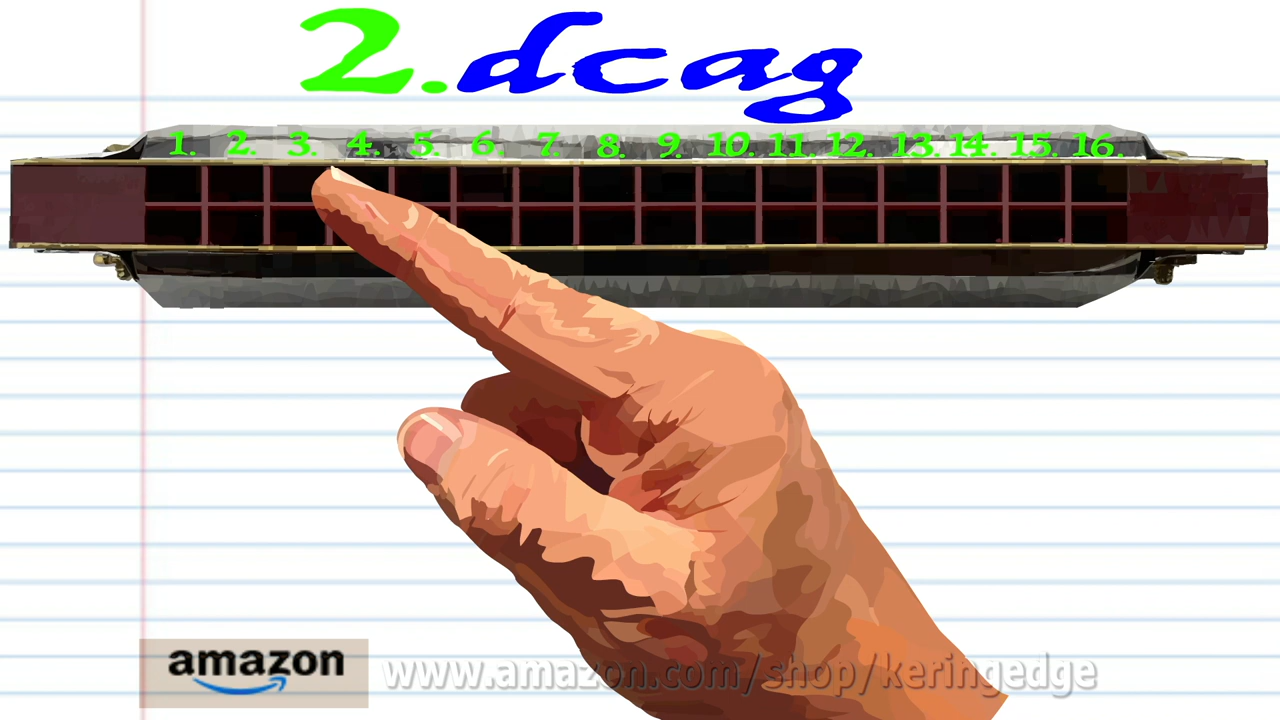 2.dcag
1. 2. 3. 4. 5. 6. 7. 8. 9. 10. 11. 12. 13. 14. 15. 16.
amazon www.amazon.com/shop/keringedge